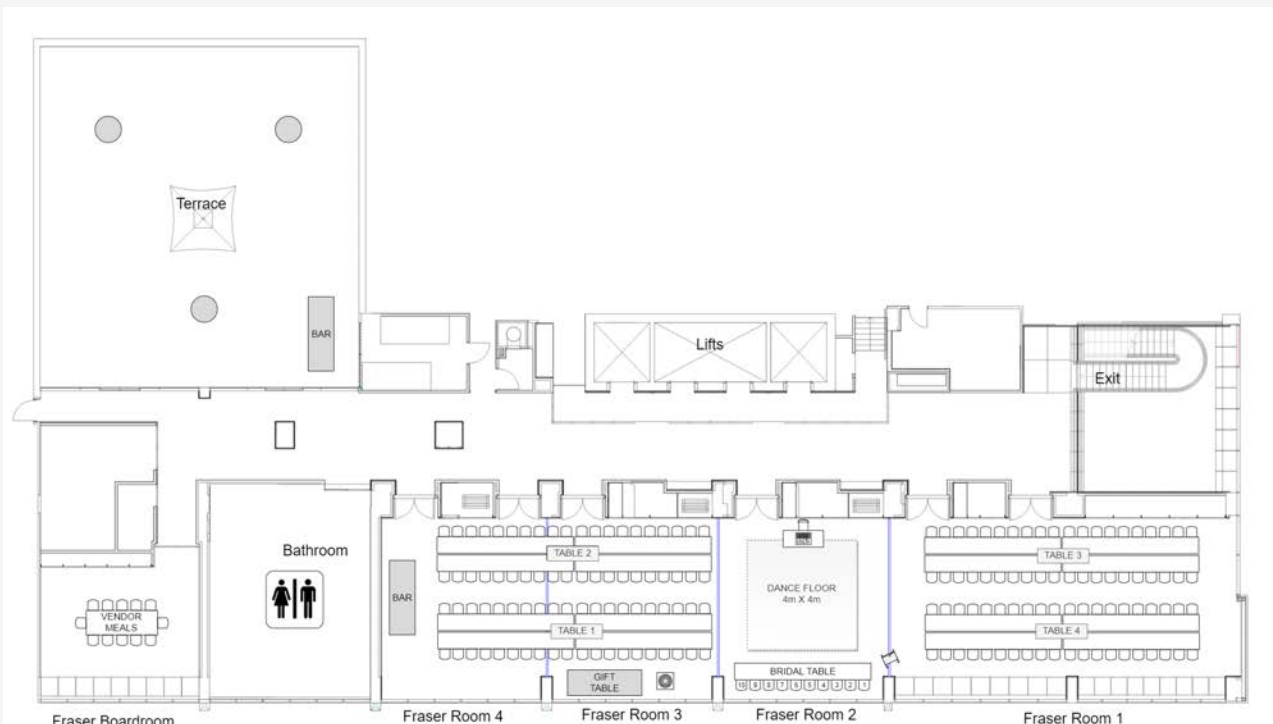 Terrace
BAR
Lifts
Exit
Bathroom
VENDOR
MEALS
BAR
TABLE 2
TABLE 1
GIFT
TABLE
DANCE FLOOR
4m X 4m
BRIDAL TABLE
10 9 8 7 6 5 4 3 2 1
TABLE 3
TABLE 4
Fraser Boardroom
Fraser Room 4
Fraser Room 3
Fraser Room 2
Fraser Room 1